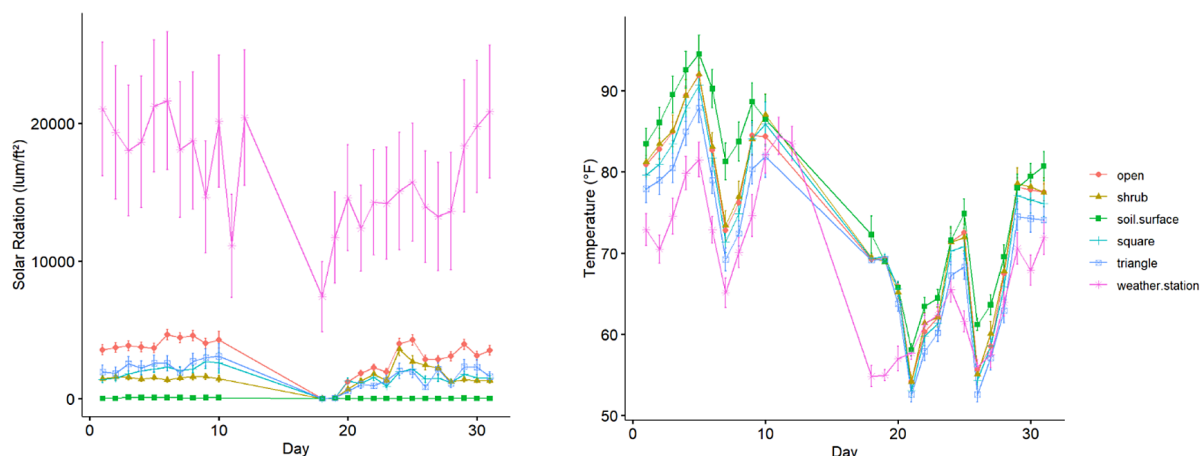 Solar Rdation (lum/ft²)
20000
10000
0
0
10
20
30
Day
Temperature (°F)
90
80
70
60
50
0
10
20
30
Day
open
shrub
soil.surface
square
triangle
weather.station